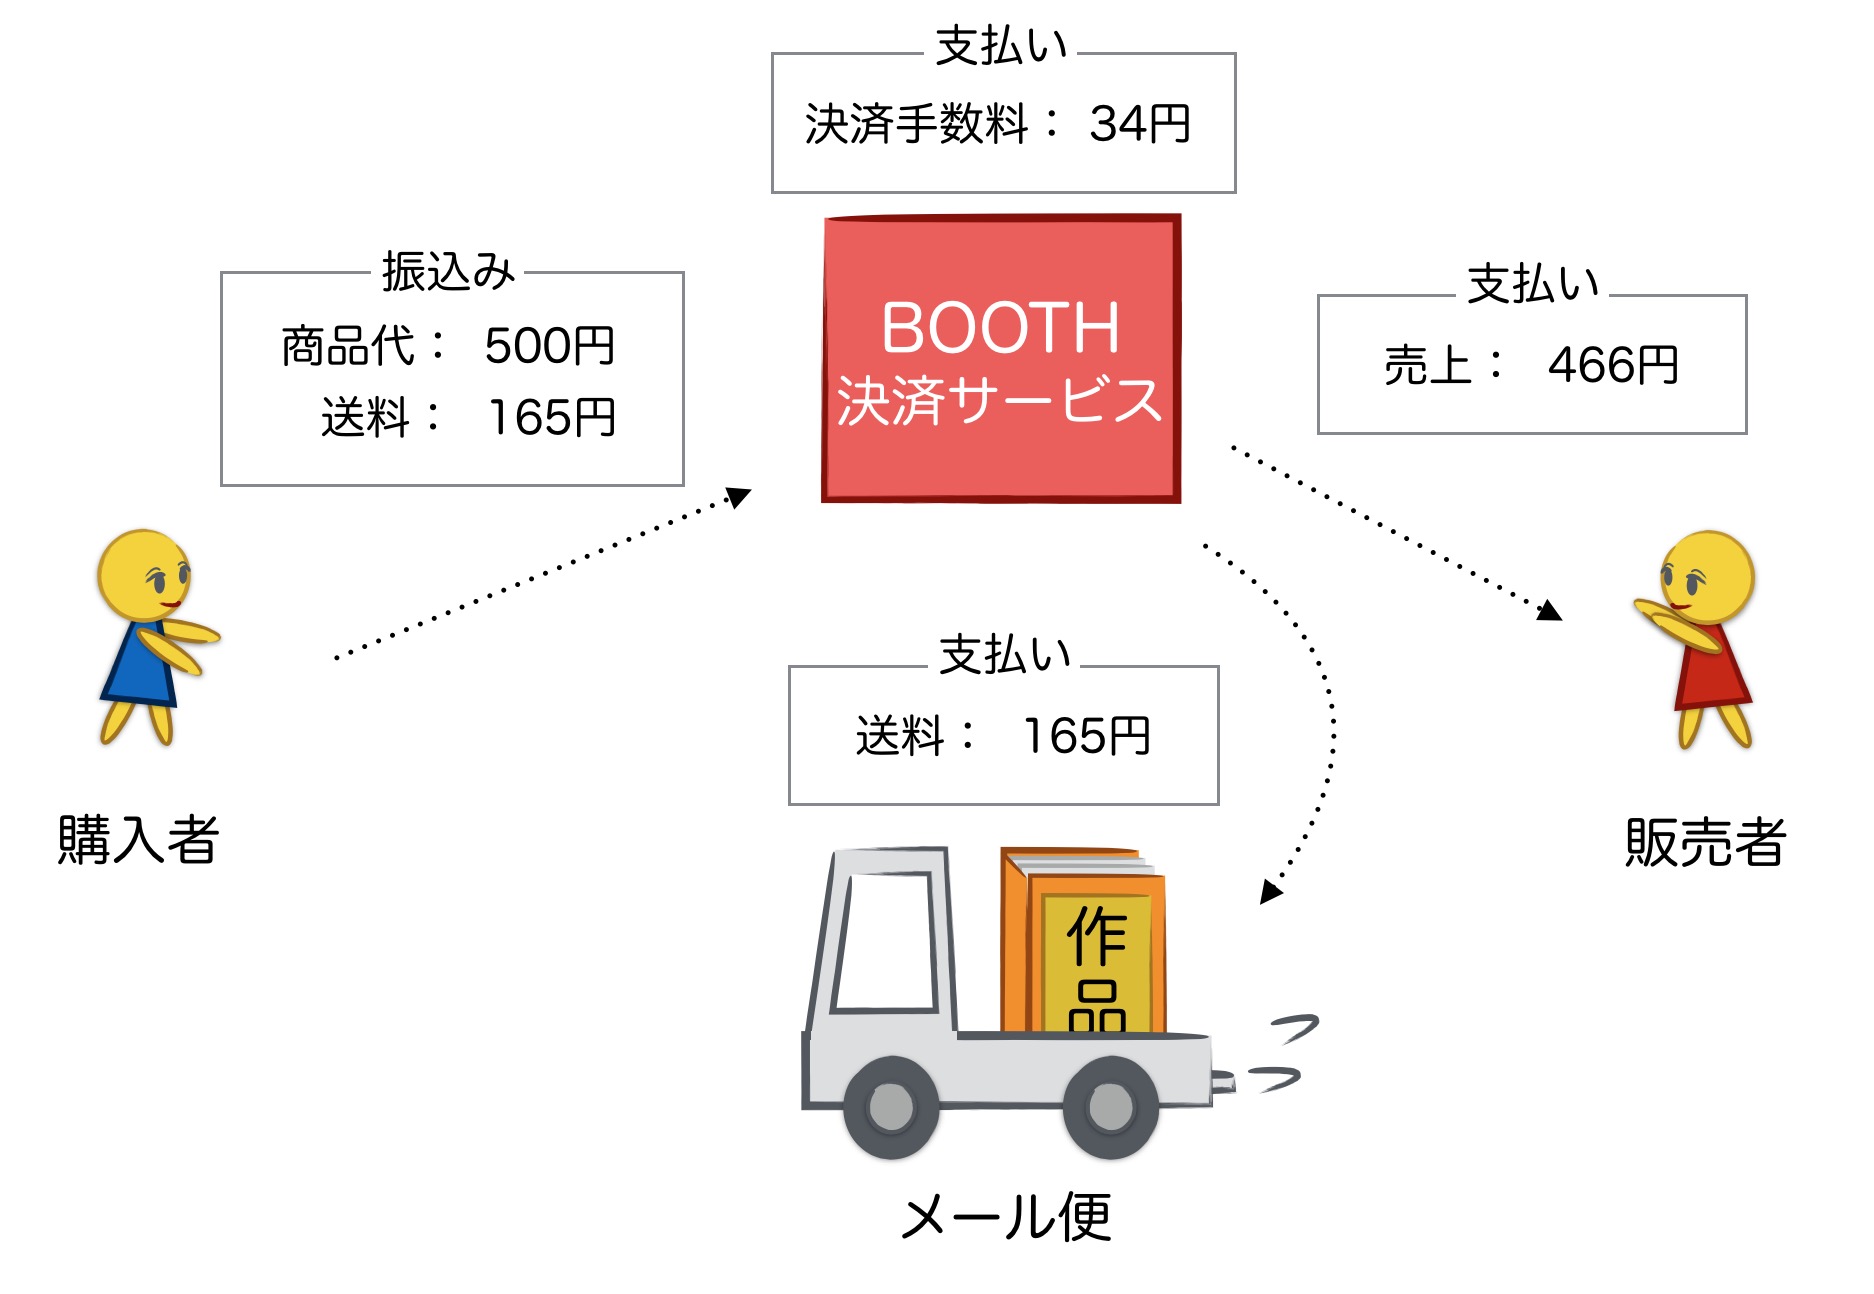 支払い
決済手数料： 34円
振込み
商品代： 500円
送料： 165円
BOOTH
決済サービス
支払い
売上： 466円
支払い
送料： 165円
購入者
販売者
作
品
メール便